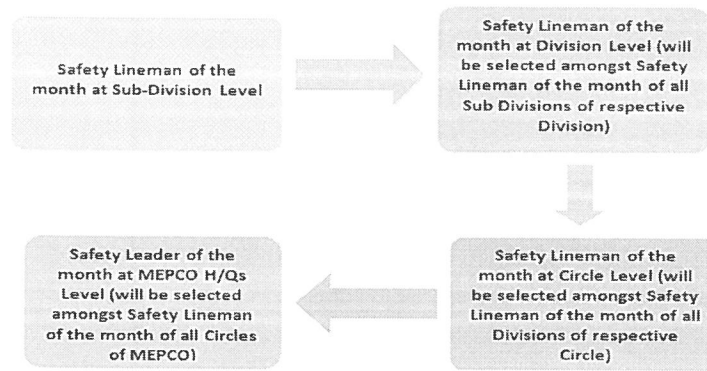 Safety Lineman of the
month at Sub-Division Level
Safety Lineman of the
month at Division Level (will
be selected amongst Safety
Lineman of the month of all
Sub Divisions of respective
Division)
Safety Lineman of the
month at Circle Level (will
be selected amongst Safety
Lineman of the month of all
Divisions of respective
Circle)
Safety Leader of the
month at MEPCO H/Qs
Level (will be selected
amongst Safety Lineman
of the month of all Circles
of MEPCO)